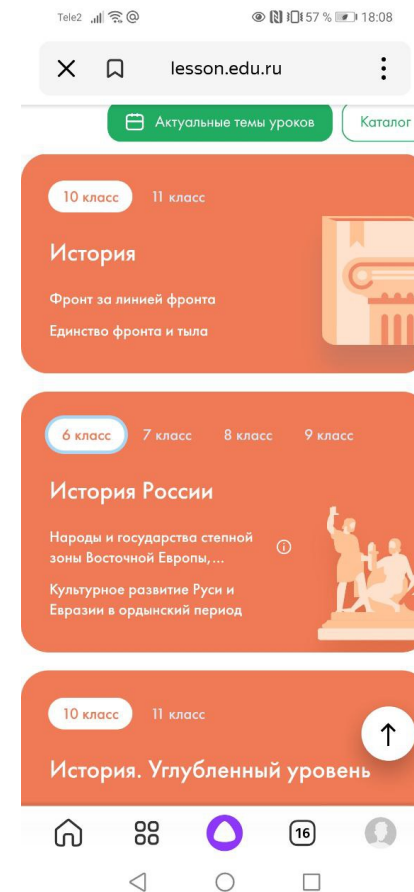 Tele2 @ 57 % 18:08
lesson.edu.ru
Актуальные темы уроков Каталог
10 класс 11 класс
История
Фронт за линией фронта
Единство фронта и тыла
6 класс 7 класс 8 класс 9 класс
История России
Народы и государства степной
зоны Восточной Европы,...
Культурное развитие Руси и
Евразии в ордынский период
10 класс 11 класс
История. Углубленный уровень
16